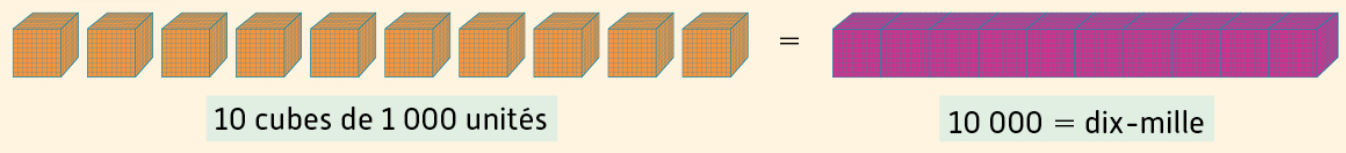 =
10 cubes de 1 000 unités
10 000 = dix-mille